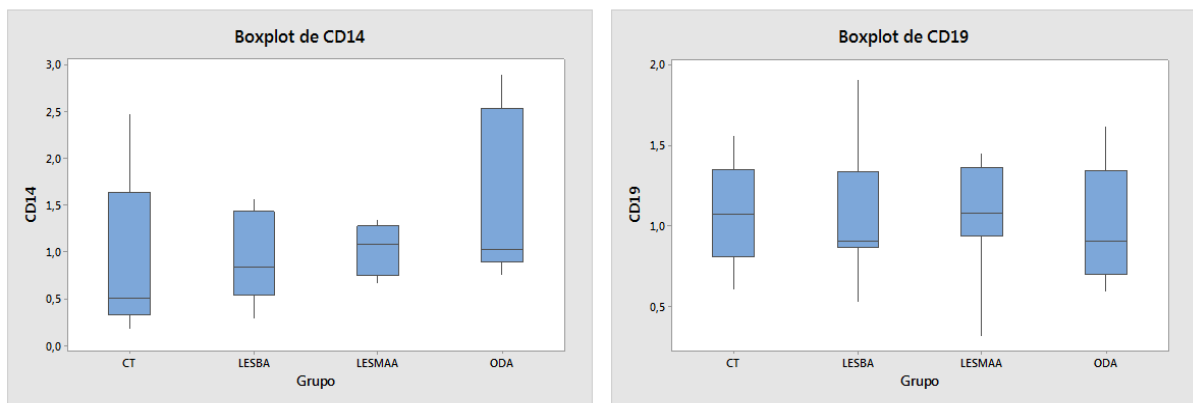 Boxplot de CD14
3,0
2,5
2,0
1,5
1,0
0,5
0,0
CD14
CT LESBA LESMAA ODA
Grupo
Boxplot de CD19
2,0
1,5
1,0
0,5
CD19
CT LESBA LESMAA ODA
Grupo